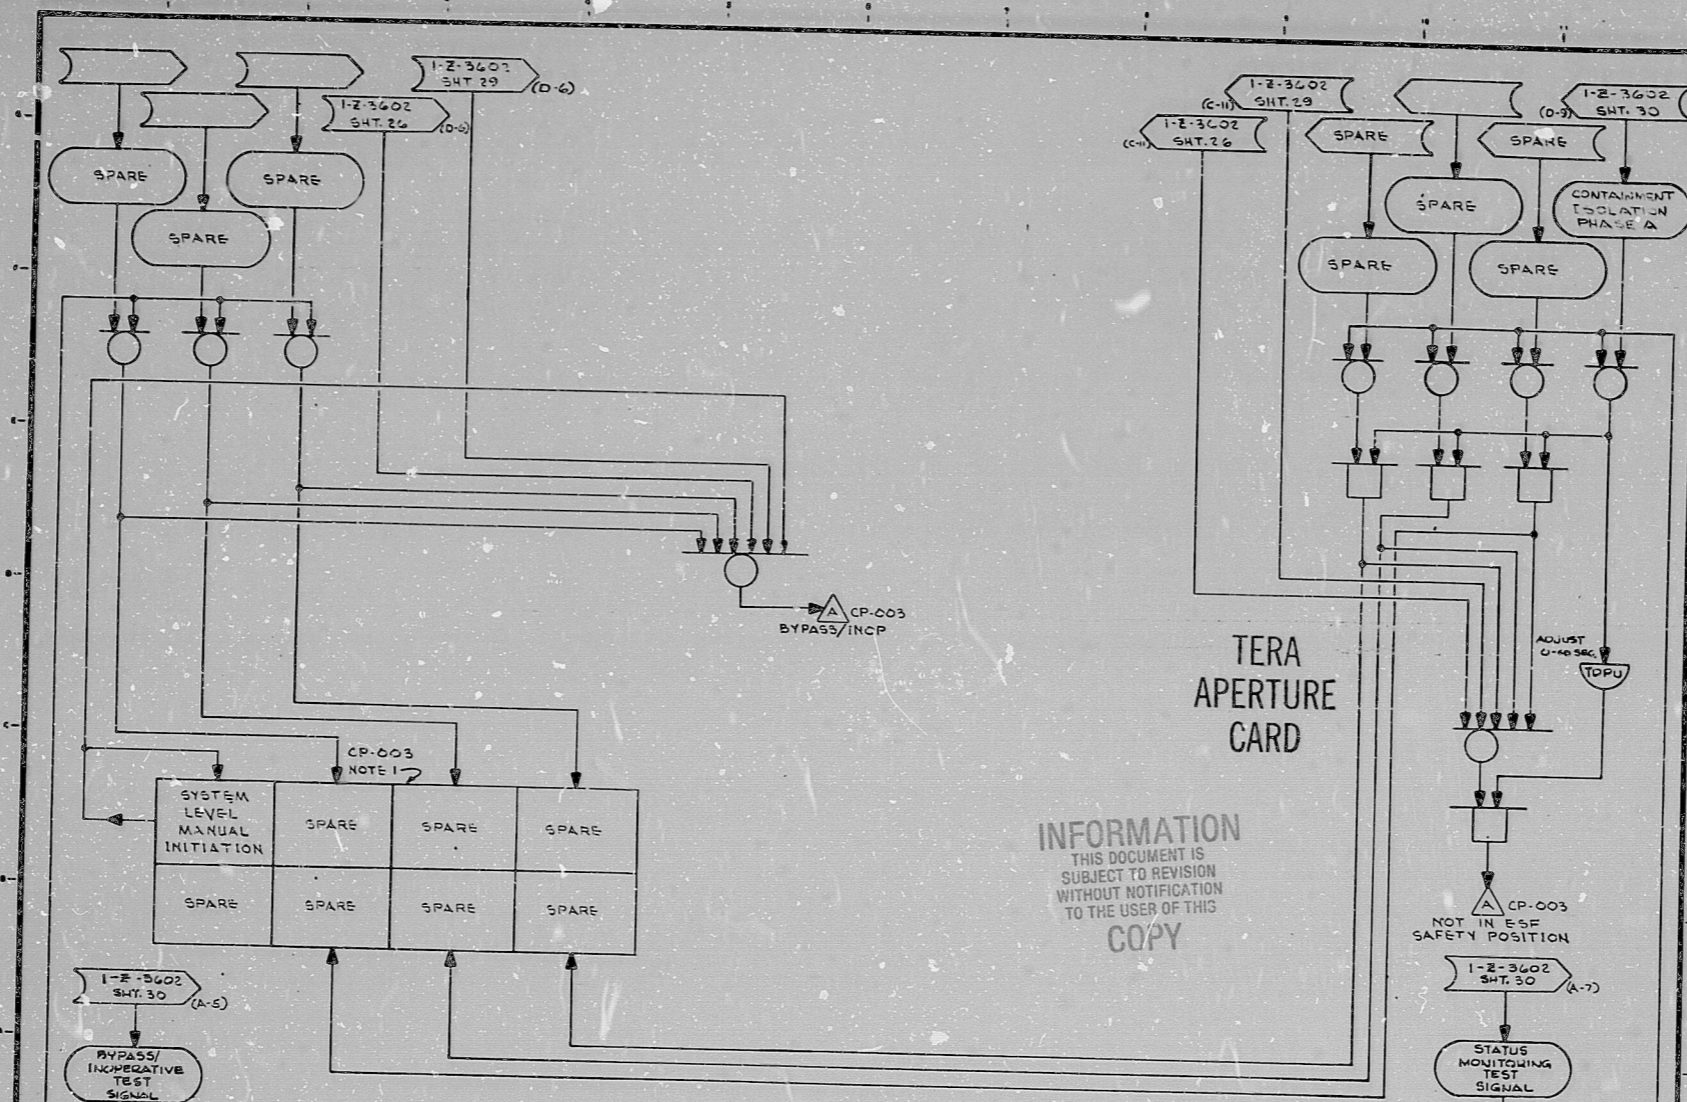 1-Z-3602
SHT. 29
(D-6)
1-Z-3602
SHT. 26
SPARE
SPARE
SPARE
1-Z-3602
SHT. 29
(C-11)
1-Z-3602
SHT. 30
1-Z-3602
SHT. 26
(C-11)
SPARE
SPARE
CONTAINMENT
ISOLATION
PHASE A
SPARE
SPARE
SPARE
A CP-003
BYPASS/INOP
TERA
APERTURE
CARD
ADJUST
TDPU
CP-003
NOTE 1
SYSTEM
LEVEL
MANUAL
INITIATION
SPARE
SPARE
SPARE
SPARE
SPARE
SPARE
SPARE
INFORMATION
THIS DOCUMENT IS
SUBJECT TO REVISION
WITHOUT NOTIFICATION
TO THE USER OF THIS
COPY
A CP-003
NOT IN ESF
SAFETY POSITION
1-Z-3602
SHT. 30
(A-5)
BYPASS/
INOPERATIVE
TEST
SIGNAL
1-Z-3602
SHT. 30
(A-7)
STATUS
MONITORING
TEST
SIGNAL